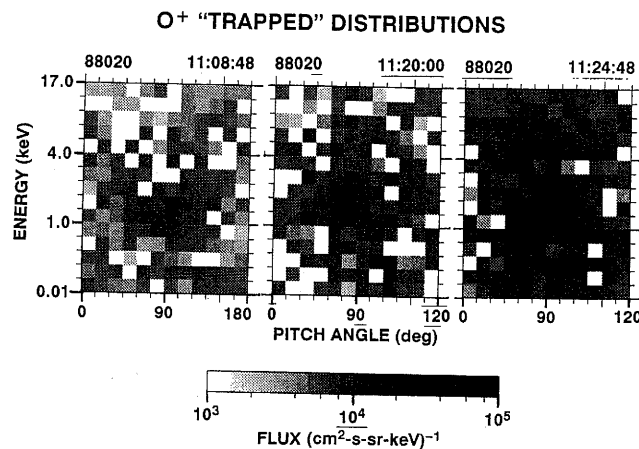 O+ “TRAPPED” DISTRIBUTIONS
88020 11:08:48 88020 11:20:00 88020 11:24:48
17.0
4.0
1.0
0.01
ENERGY (keV)
0 90 180 0 90 120 0 90 120
PITCH ANGLE (deg)
10³ 10⁴ 10⁵
FLUX (cm²-s-sr-keV)⁻¹